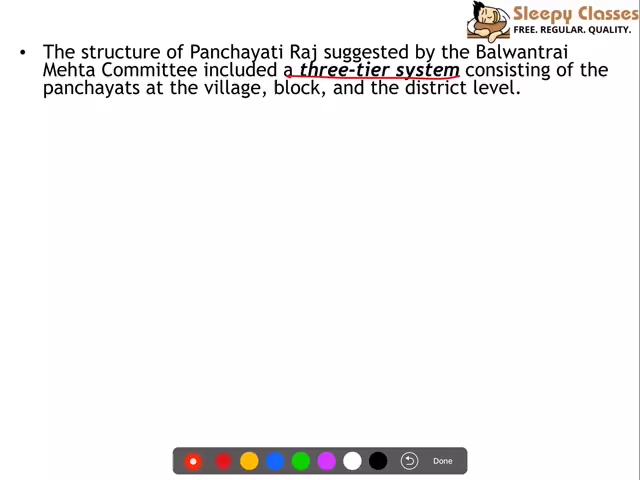 Sleepy Classes
FREE. REGULAR. QUALITY.
• The structure of Panchayati Raj suggested by the Balwantrai
Mehta Committee included a three-tier system consisting of the
panchayats at the village, block, and the district level.
Done